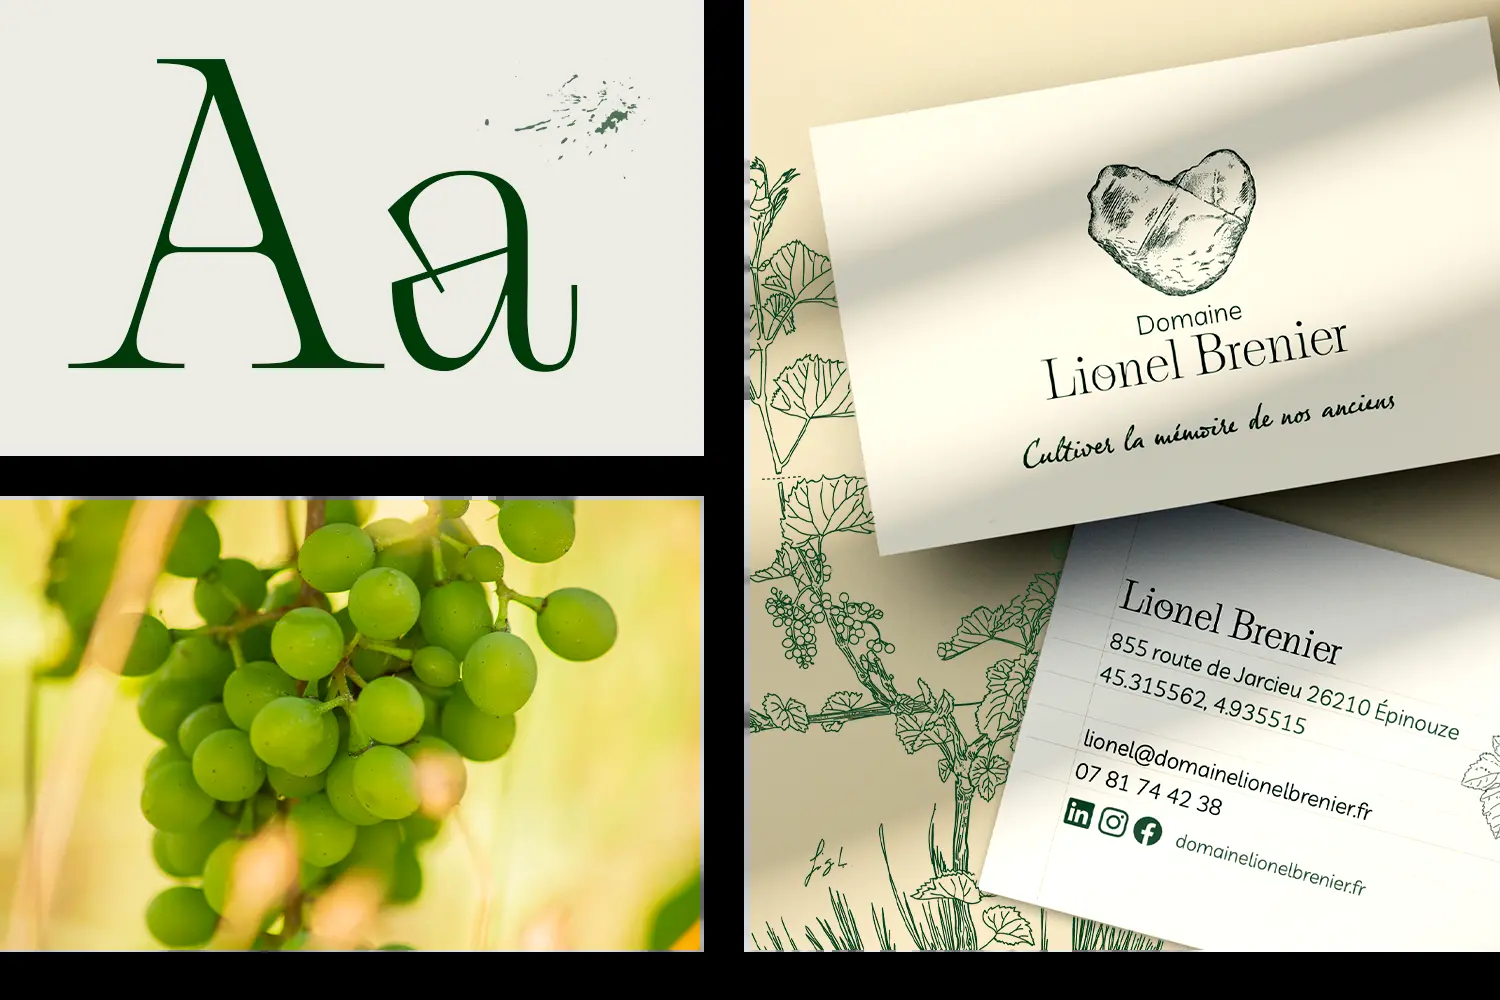 Aa
Domaine
Lionel Brenier
Cultiver la mémoire de nos anciens
Lionel Brenier
855 route de Jarcieu 26210 Épinouze
45.315562, 4.935515
lionel@domainelionelbrenier.fr
07 81 74 42 38
in
domainelionelbrenier.fr